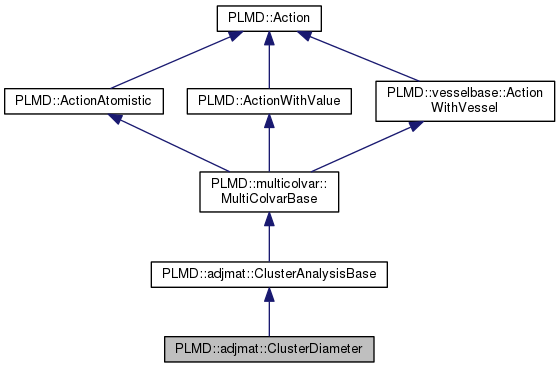 PLMD::Action
PLMD::ActionAtomistic
PLMD::ActionWithValue
PLMD::vesselbase::Action
WithVessel
PLMD::multicolvar::
MultiColvarBase
PLMD::adjmat::ClusterAnalysisBase
PLMD::adjmat::ClusterDiameter